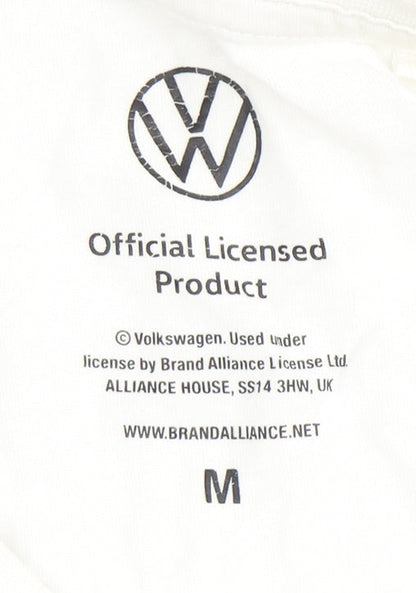 VW
Official Licensed
Product
© Volkswagen. Used under
license by Brand Alliance License Ltd.
ALLIANCE HOUSE, SS14 3HW, UK
WWW.BRANDALLIANCE.NET
M